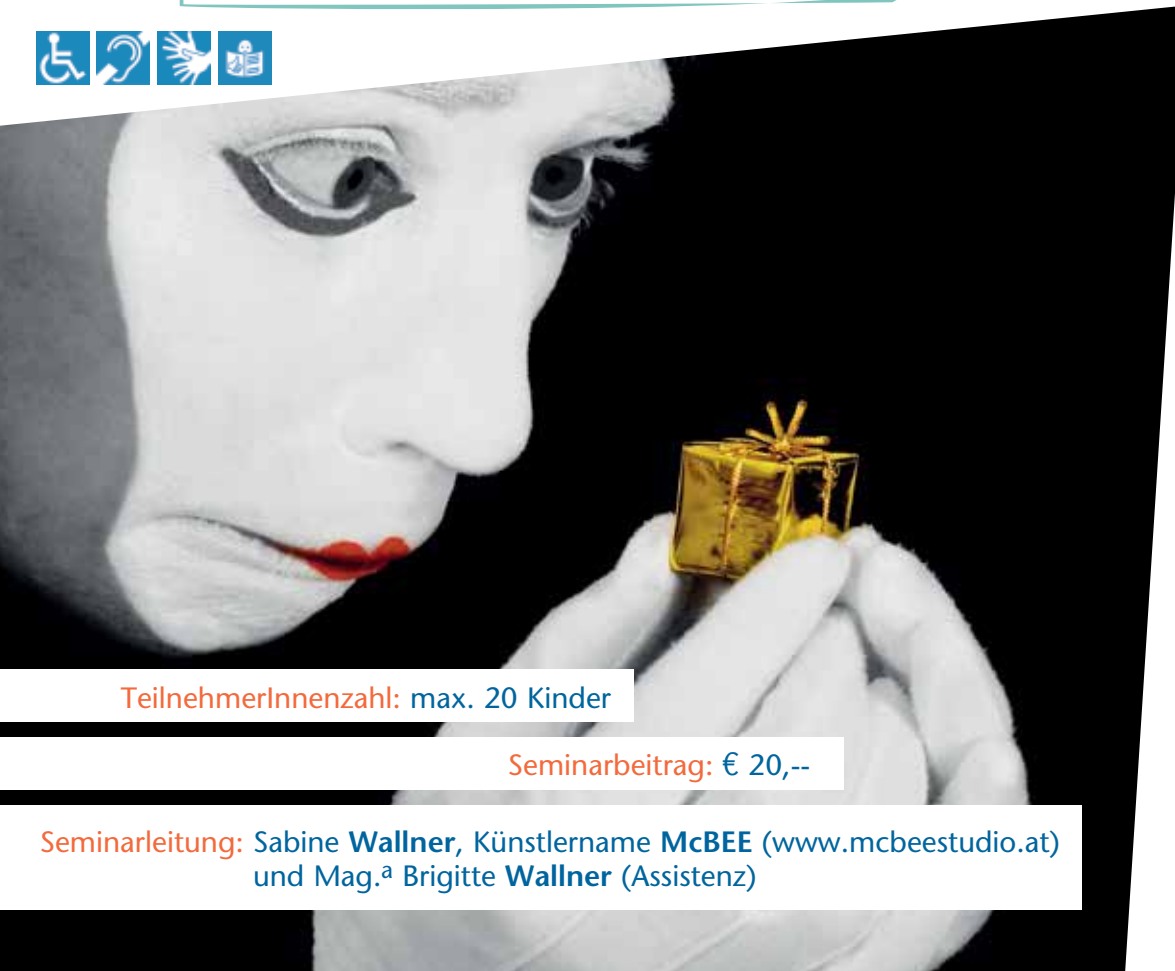 TeilnehmerInnenzahl: max. 20 Kinder
Seminarbeitrag: € 20,--
Seminarleitung: Sabine Wallner, Künstlername McBEE (www.mcbeestudio.at)
und Mag.ª Brigitte Wallner (Assistenz)